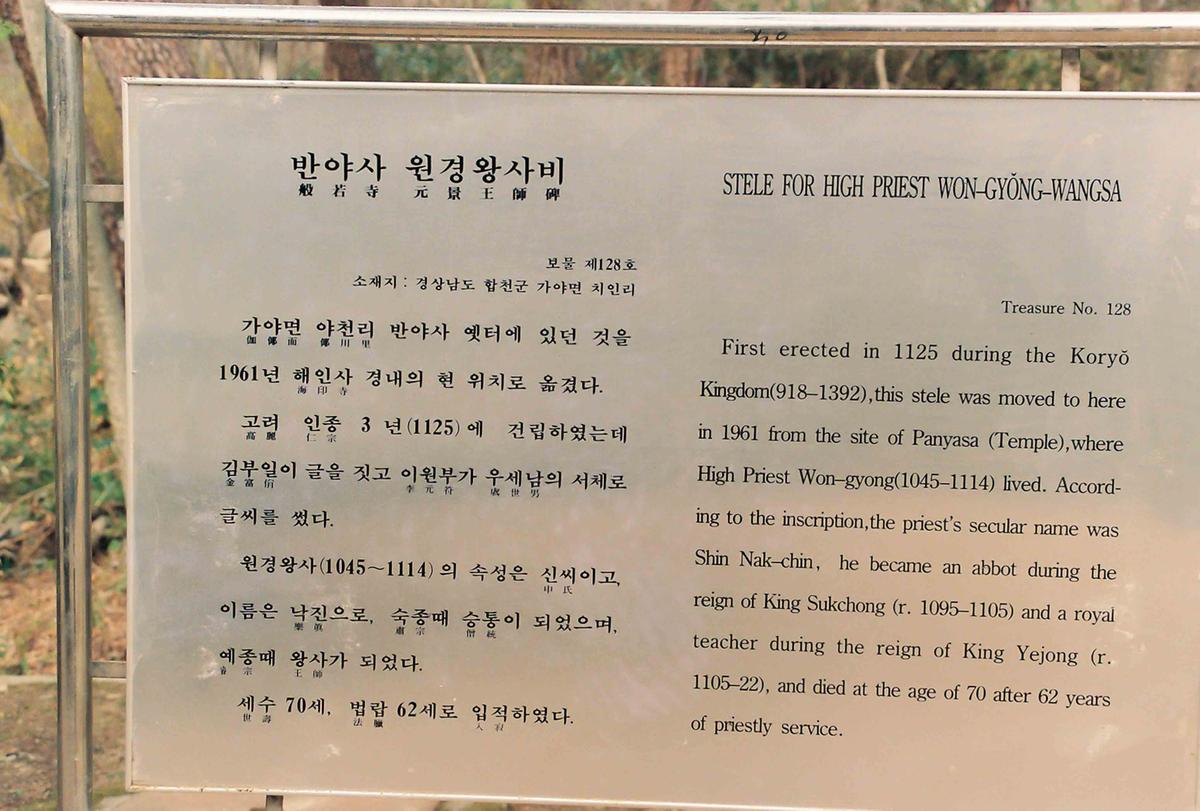 반야사 원경왕사비
般若寺 元景王師碑
보물 제128호
소재지 : 경상남도 합천군 가야면 치인리
가야면 야천리 반야사 옛터에 있던 것을
伽倻面 倻川里
1961년 해인사 경내의 현 위치로 옮겼다.
海印寺
고려 인종 3 년(1125)에 건립하였는데
高麗 仁宗
김부일이 글을 짓고 이원부가 우세남의 서체로
金富佾 李元符 虞世男
글씨를 썼다.
원경왕사(1045~1114)의 속성은 신씨이고,
申氏
이름은 낙진으로, 숙종때 승통이 되었으며,
樂眞 肅宗 僧統
예종때 왕사가 되었다.
睿宗 王師
세수 70세, 법랍 62세로 입적하였다.
世壽 法臘 入寂
STELE FOR HIGH PRIEST WON–GYŎNG–WANGSA
Treasure No. 128
First erected in 1125 during the Koryŏ
Kingdom(918–1392),this stele was moved to here
in 1961 from the site of Panyasa (Temple),where
High Priest Won–gyong(1045–1114) lived. Accord-
ing to the inscription,the priest's secular name was
Shin Nak–chin, he became an abbot during the
reign of King Sukchong (r. 1095–1105) and a royal
teacher during the reign of King Yejong (r.
1105–22), and died at the age of 70 after 62 years
of priestly service.